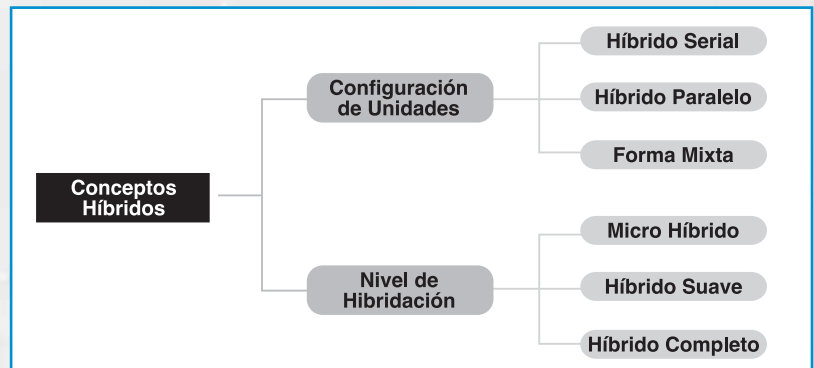 Conceptos
Híbridos
Configuración
de Unidades
Híbrido Serial
Híbrido Paralelo
Forma Mixta
Nivel de
Hibridación
Micro Híbrido
Híbrido Suave
Híbrido Completo